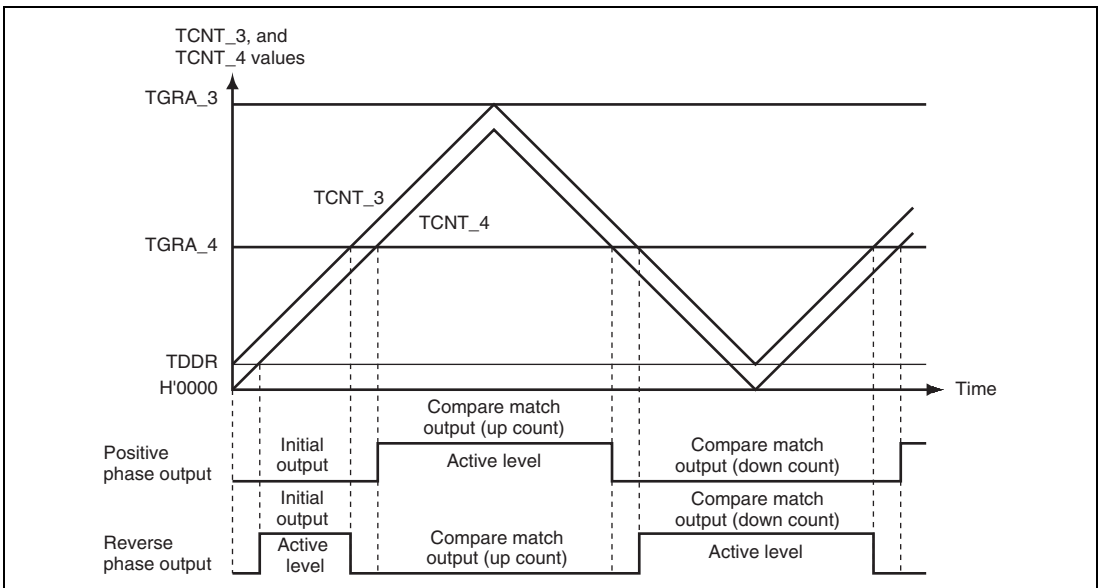 TCNT_3, and
TCNT_4 values
TGRA_3
TCNT_3
TCNT_4
TGRA_4
TDDR
H'0000
Time
Compare match
output (up count)
Positive
phase output
Initial
output
Active level
Compare match
output (down count)
Initial
output
Compare match
output (down count)
Reverse
phase output
Active
level
Compare match
output (up count)
Active level